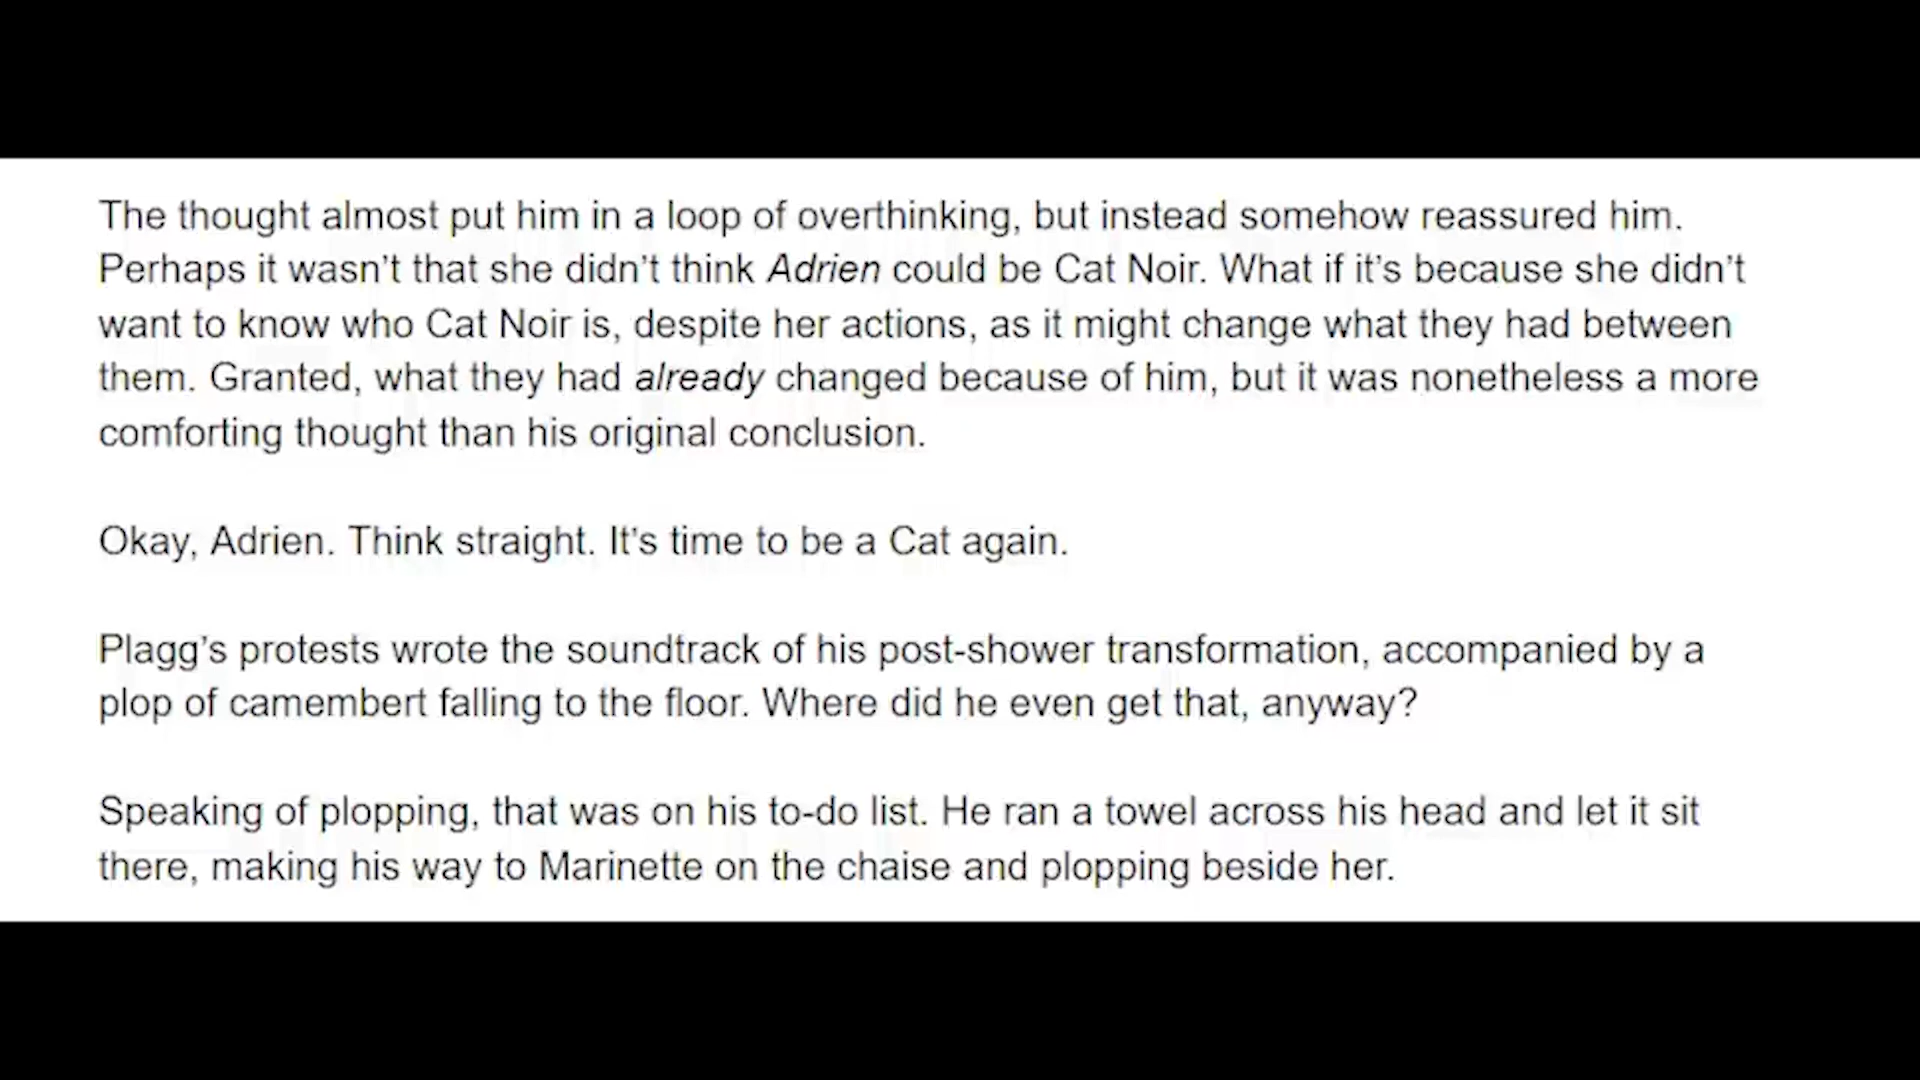 The thought almost put him in a loop of overthinking, but instead somehow reassured him.
Perhaps it wasn’t that she didn’t think Adrien could be Cat Noir. What if it’s because she didn’t
want to know who Cat Noir is, despite her actions, as it might change what they had between
them. Granted, what they had already changed because of him, but it was nonetheless a more
comforting thought than his original conclusion.
Okay, Adrien. Think straight. It’s time to be a Cat again.
Plagg’s protests wrote the soundtrack of his post-shower transformation, accompanied by a
plop of camembert falling to the floor. Where did he even get that, anyway?
Speaking of plopping, that was on his to-do list. He ran a towel across his head and let it sit
there, making his way to Marinette on the chaise and plopping beside her.